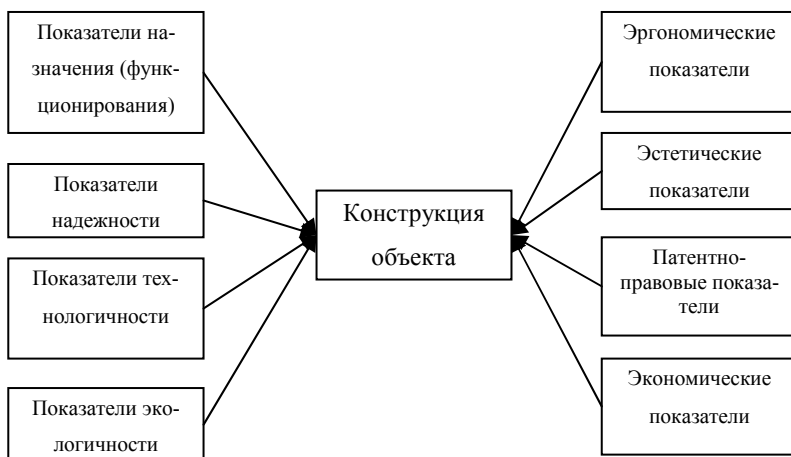 Показатели на-
значения (функ-
ционирования)
Показатели
надежности
Показатели тех-
нологичности
Показатели эко-
логичности
Конструкция
объекта
Эргономические
показатели
Эстетические
показатели
Патентно-
правовые показа-
тели
Экономические
показатели